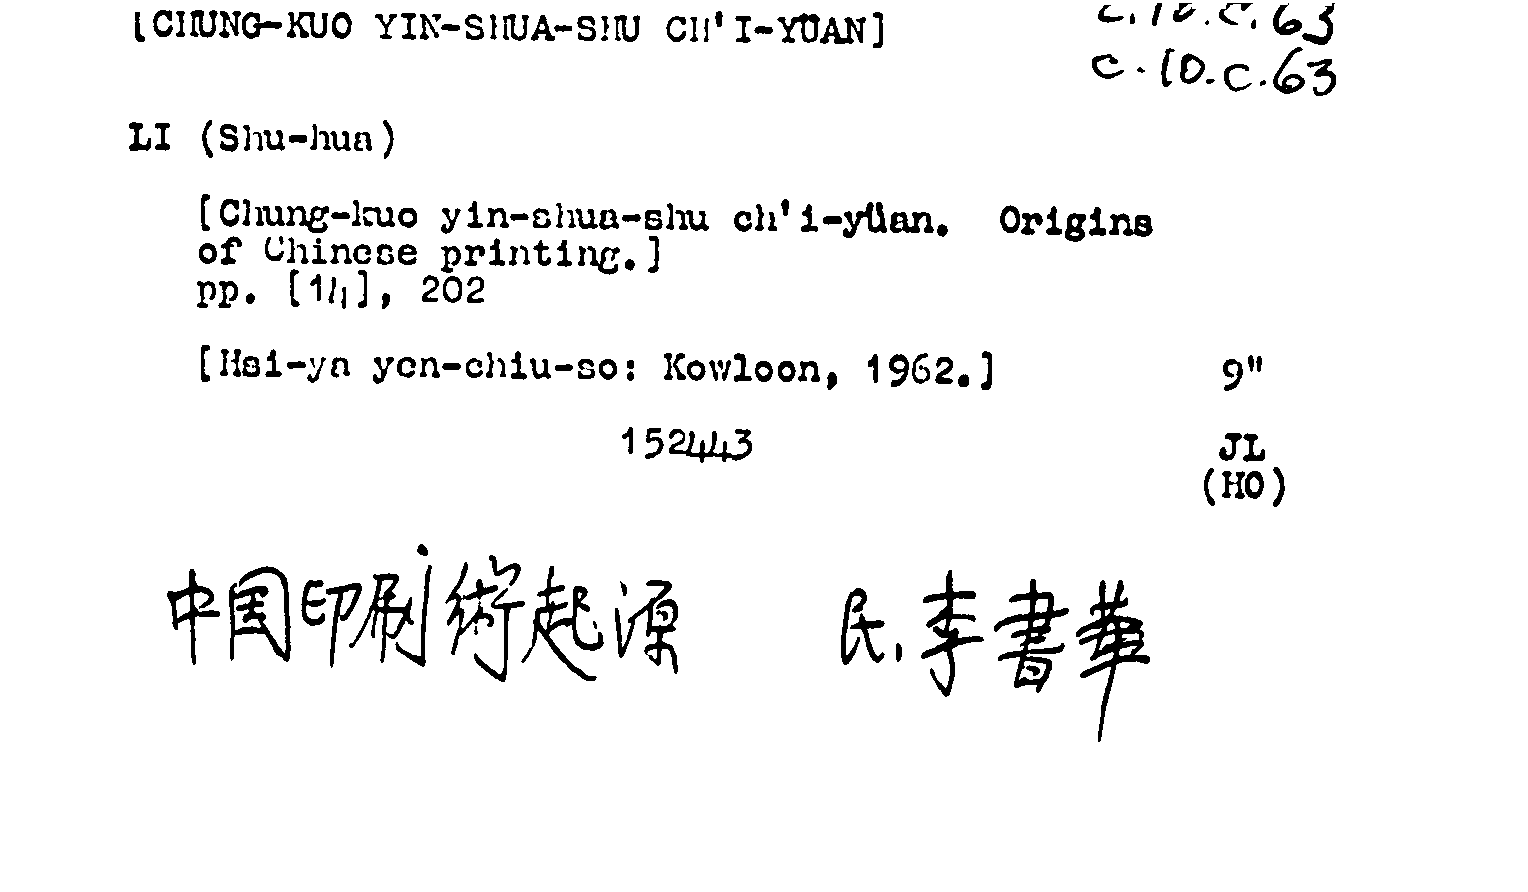 [CHUNG-KUO YIN-SHUA-SHU CH'I-YÜAN]
c.10.c.63
c.10.c.63
LI (Shu-hua)
[Chung-kuo yin-shua-shu ch'i-yüan. Origins
of Chinese printing.]
pp. [14], 202
[Hsi-ya yen-chiu-so: Kowloon, 1962.] 9"
152443 JL
(HO)
中国印刷術起源 民.李書華